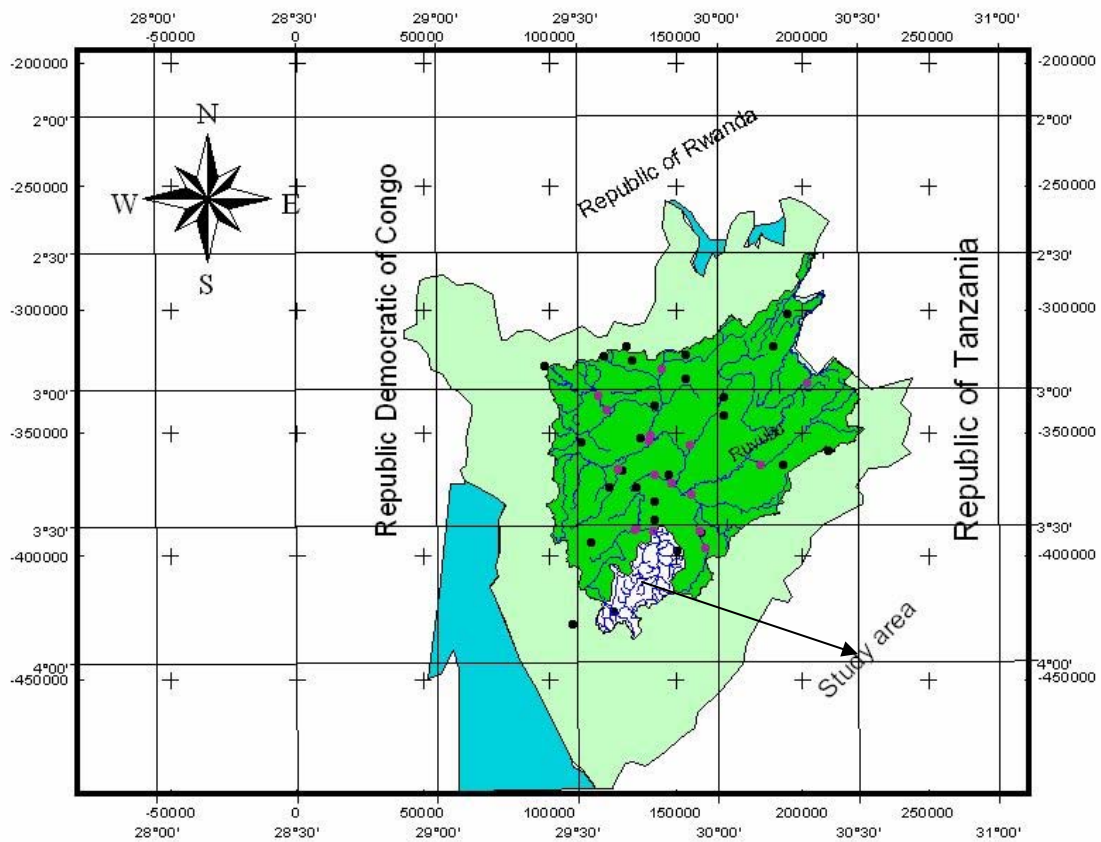 28°00' 28°30' 29°00' 29°30' 30°00' 30°30' 31°00'
-50000 0 50000 100000 150000 200000 250000
-200000 -200000
2°00' 2°00'
N
Republic of Rwanda
-250000 -250000
W E
Republic Democratic of Congo
2°30' 2°30'
S
Republic of Tanzania
-300000 -300000
3°00' 3°00'
-350000 -350000
Ruvubu
3°30' 3°30'
-400000 -400000
Study area
4°00' 4°00'
-450000 -450000
-50000 0 50000 100000 150000 200000 250000
28°00' 28°30' 29°00' 29°30' 30°00' 30°30' 31°00'